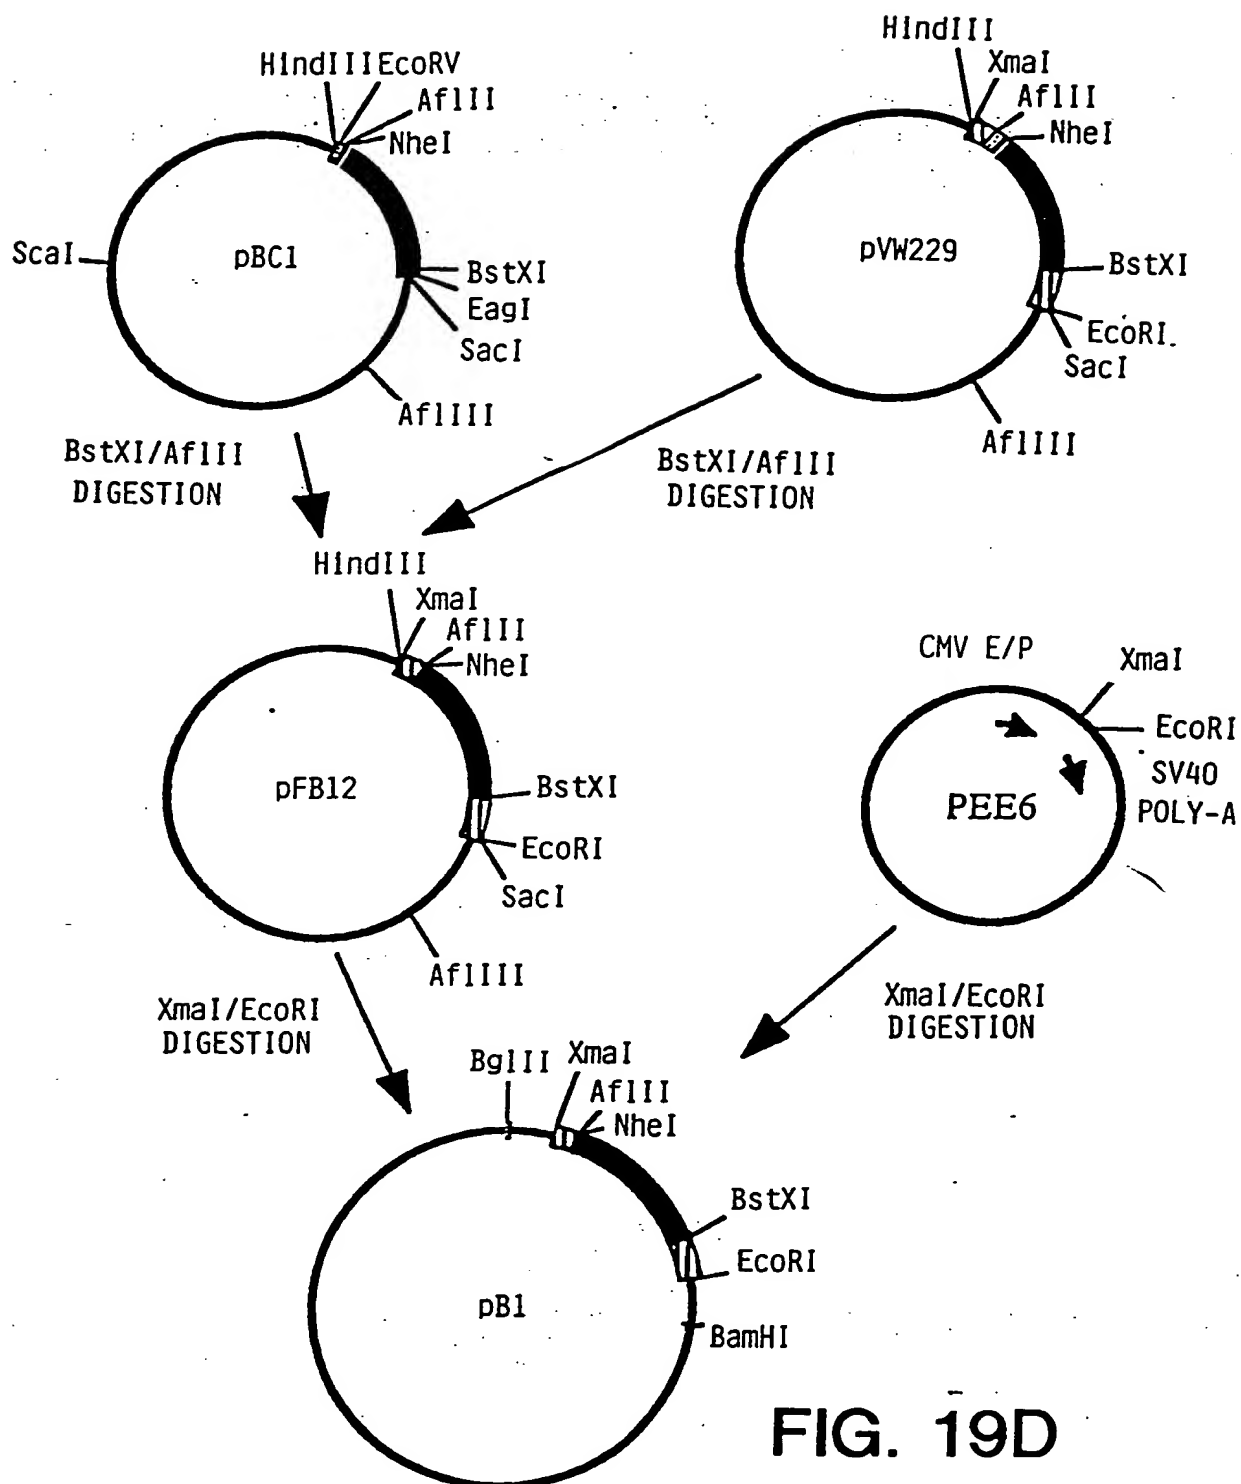 HindIII EcoRV
AflII
NheI
ScaI
pBC1
BstXI
EagI
SacI
AflIII
HindIII
XmaI
AflII
NheI
pVW229
BstXI
EcoRI
SacI
AflIII
BstXI/AflII
DIGESTION
BstXI/AflII
DIGESTION
HindIII
XmaI
AflII
NheI
pFB12
BstXI
EcoRI
SacI
AflIII
CMV E/P
XmaI
EcoRI
SV40
POLY-A
PEE6
XmaI/EcoRI
DIGESTION
XmaI/EcoRI
DIGESTION
BglII
XmaI
AflII
NheI
BstXI
EcoRI
pB1
BamHI
FIG. 19D